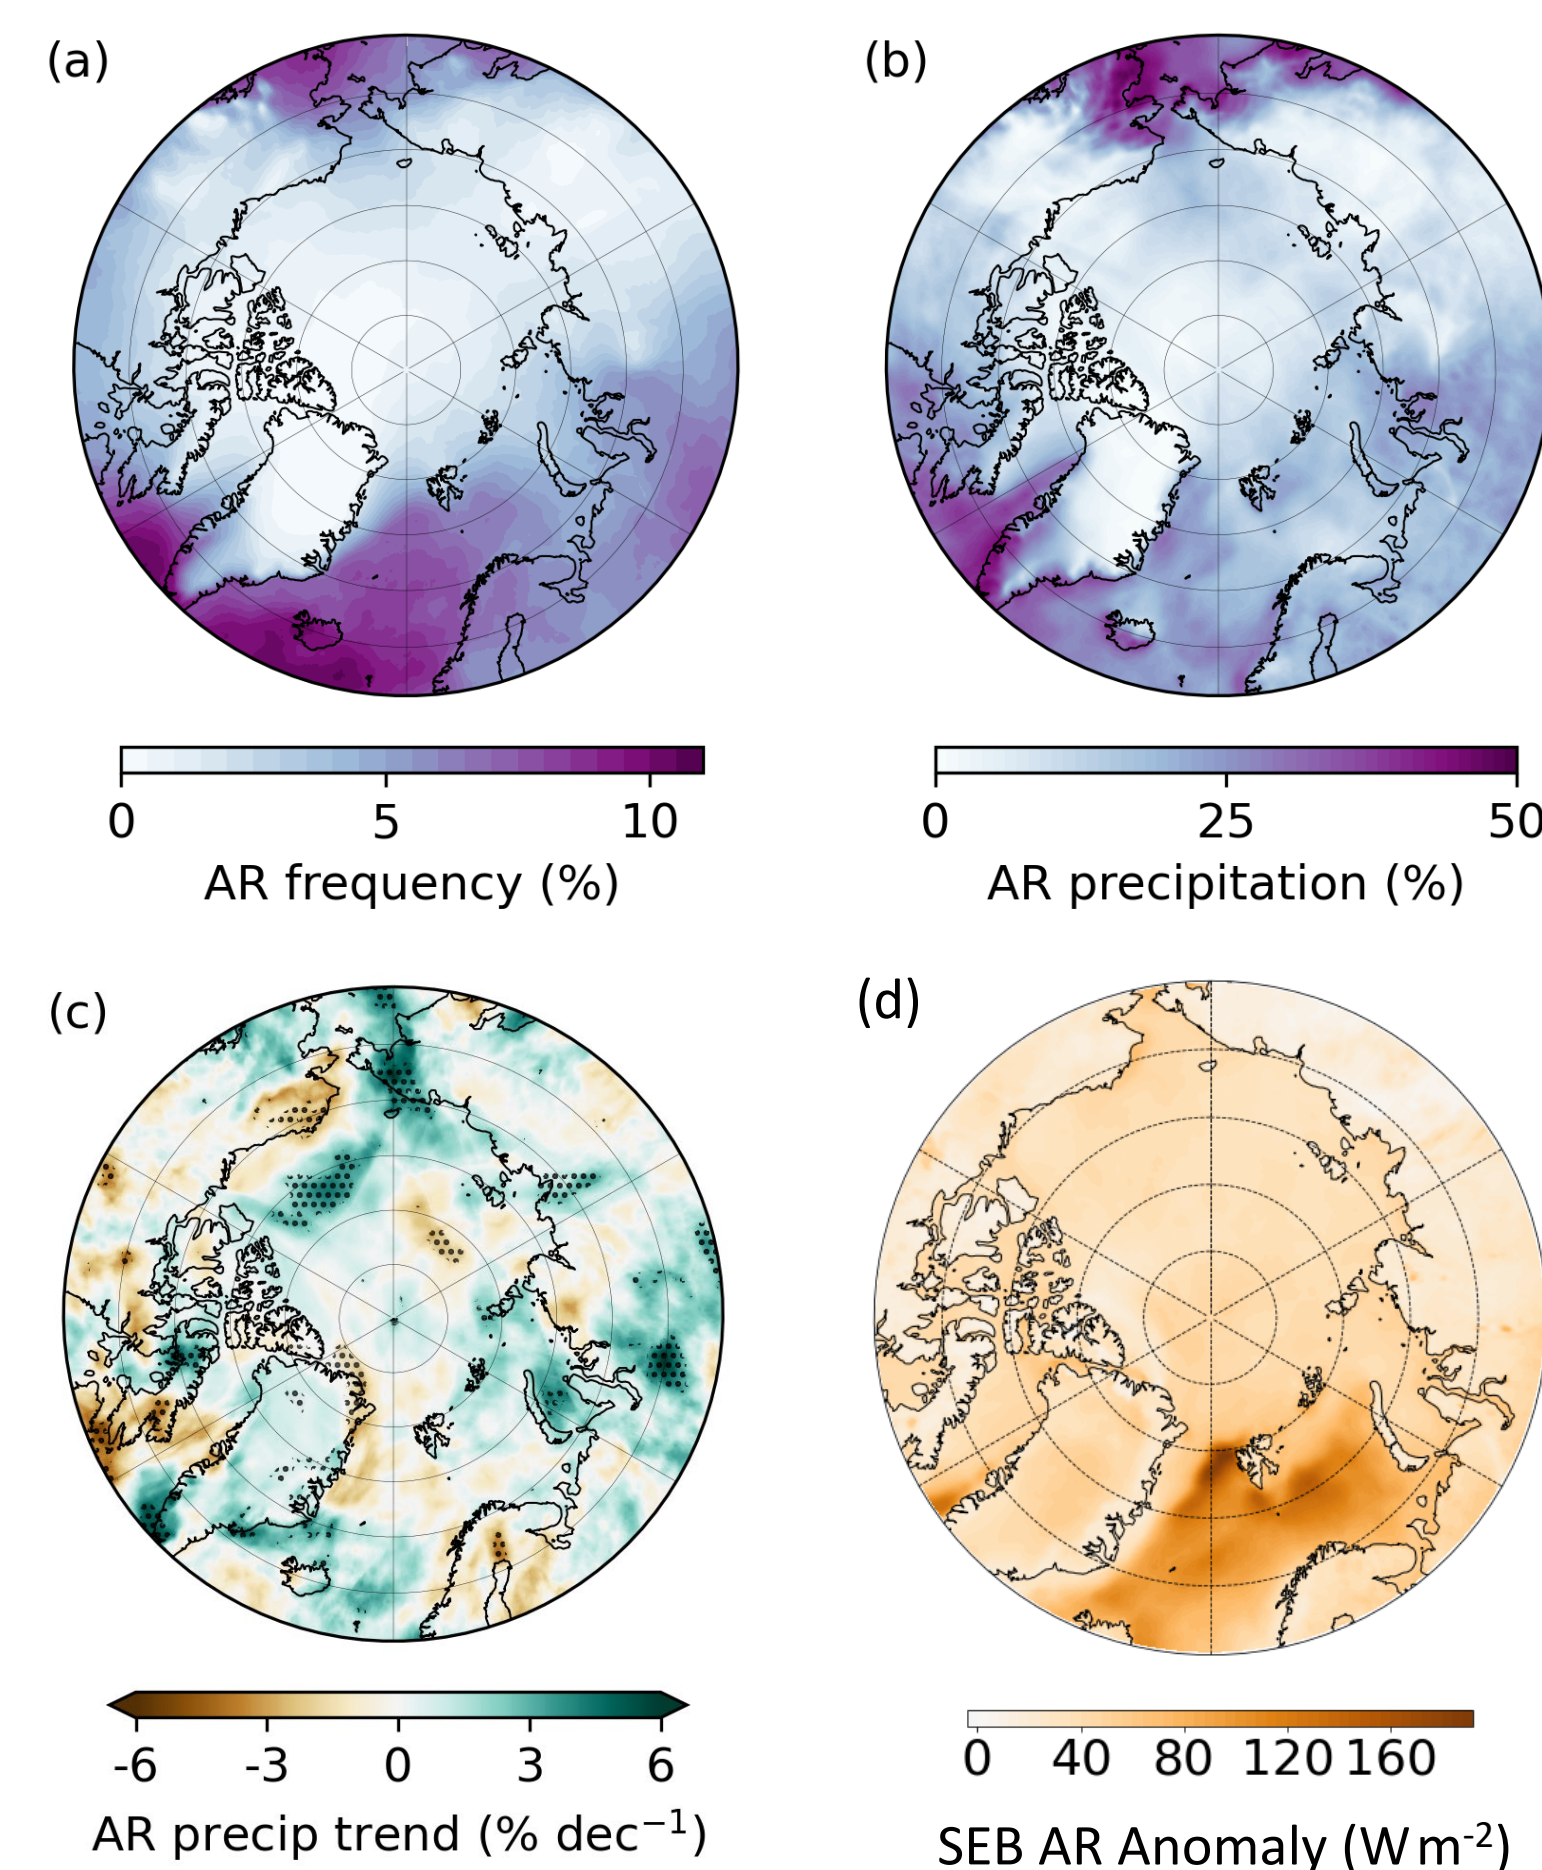 (a)
(b)
0 5 10
AR frequency (%)
0 25 50
AR precipitation (%)
(c)
(d)
-6 -3 0 3 6
AR precip trend (% dec⁻¹)
0 40 80 120 160
SEB AR Anomaly (W m⁻²)